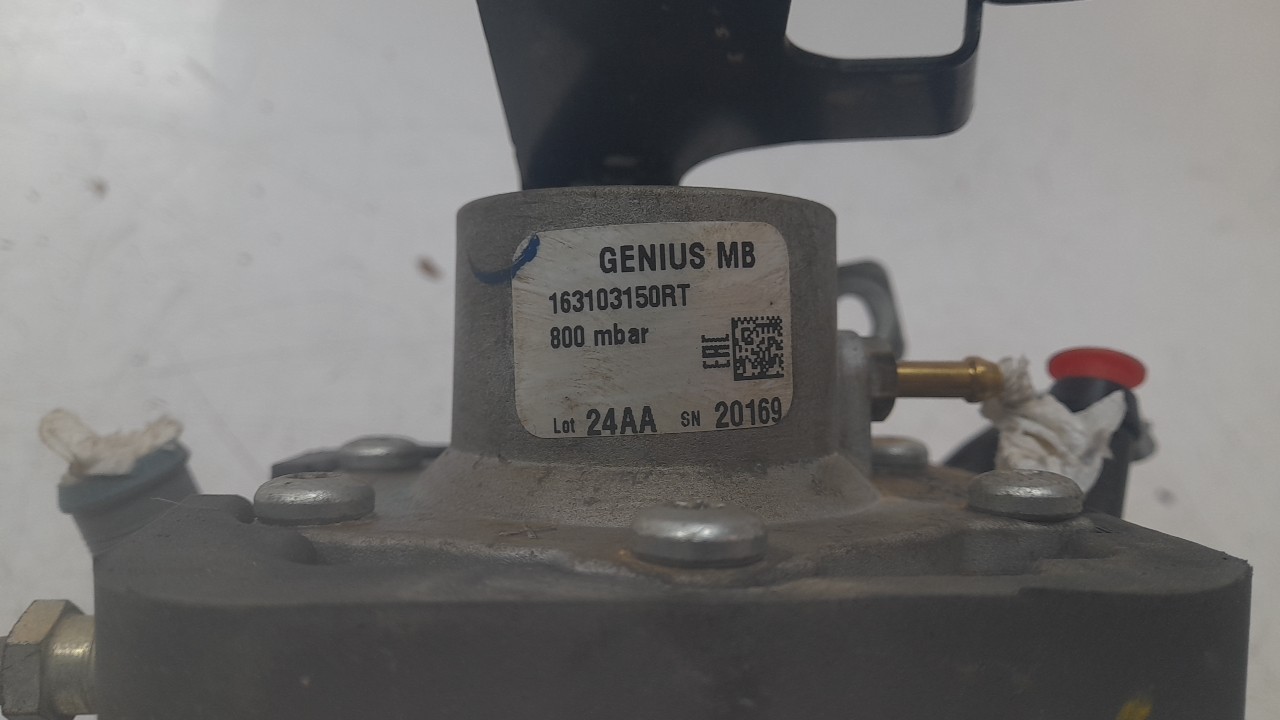 GENIUS MB
163103150RT
800 mbar
EAC
Lot 24AA SN 20169